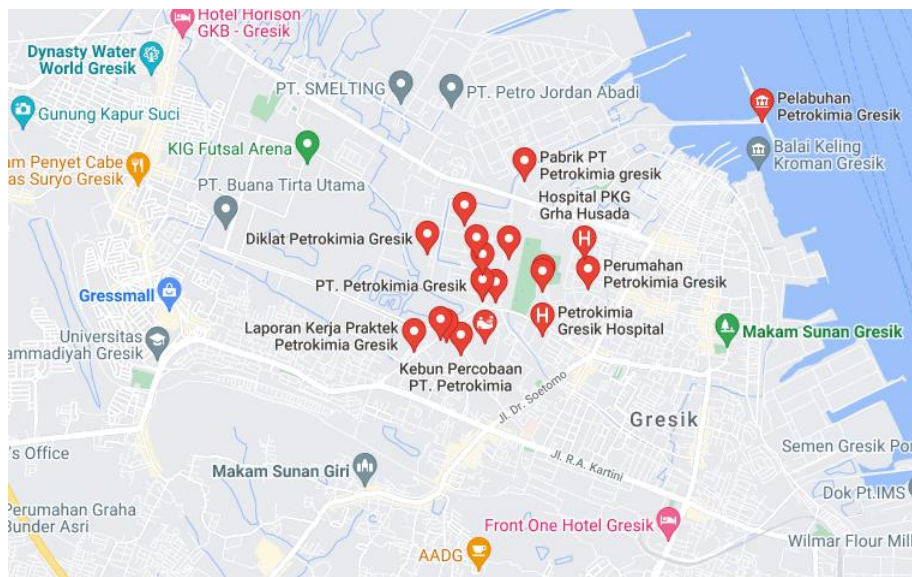 Hotel Horison
GKB - Gresik
Dynasty Water
World Gresik
PT. SMELTING
PT. Petro Jordan Abadi
Pelabuhan
Petrokimia Gresik
Gunung Kapur Suci
KIG Futsal Arena
Balai Keling
Kroman Gresik
am Penyet Cabe
as Suryo Gresik
Pabrik PT
Petrokimia gresik
PT. Buana Tirta Utama
Hospital PKG
Grha Husada
Diklat Petrokimia Gresik
H
PT. Petrokimia Gresik
Perumahan
Petrokimia Gresik
Gressmall
Laporan Kerja Praktek
Petrokimia Gresik
H
Petrokimia
Gresik Hospital
Makam Sunan Gresik
Universitas
ammadiyah Gresik
Kebun Percobaan
PT. Petrokimia
Jl. Dr. Soetomo
Gresik
's Office
Makam Sunan Giri
Jl. R.A. Kartini
Semen Gresik Por
Dok Pt.IMS
Perumahan Graha
Bunder Asri
Front One Hotel Gresik
Wilmar Flour Mill
AADG